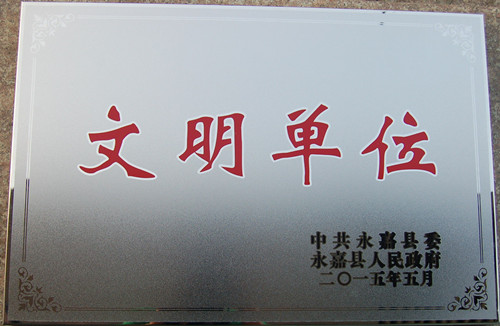 文明单位
中共永嘉县委
永嘉县人民政府
二〇一五年五月